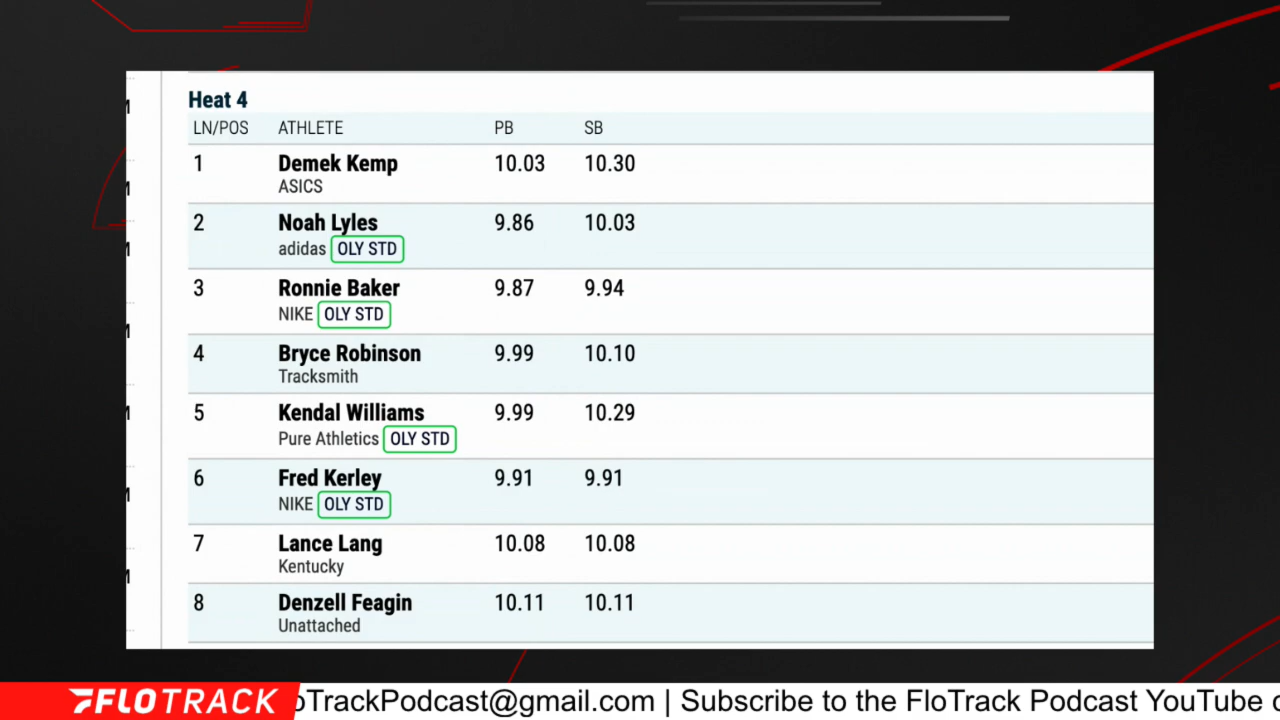 Heat 4
LN/POS ATHLETE PB SB
1 Demek Kemp 10.03 10.30
ASICS
2 Noah Lyles 9.86 10.03
adidas OLY STD
3 Ronnie Baker 9.87 9.94
NIKE OLY STD
4 Bryce Robinson 9.99 10.10
Tracksmith
5 Kendal Williams 9.99 10.29
Pure Athletics OLY STD
6 Fred Kerley 9.91 9.91
NIKE OLY STD
7 Lance Lang 10.08 10.08
Kentucky
8 Denzell Feagin 10.11 10.11
Unattached
FLOTRACK oTrackPodcast@gmail.com | Subscribe to the FloTrack Podcast YouTube